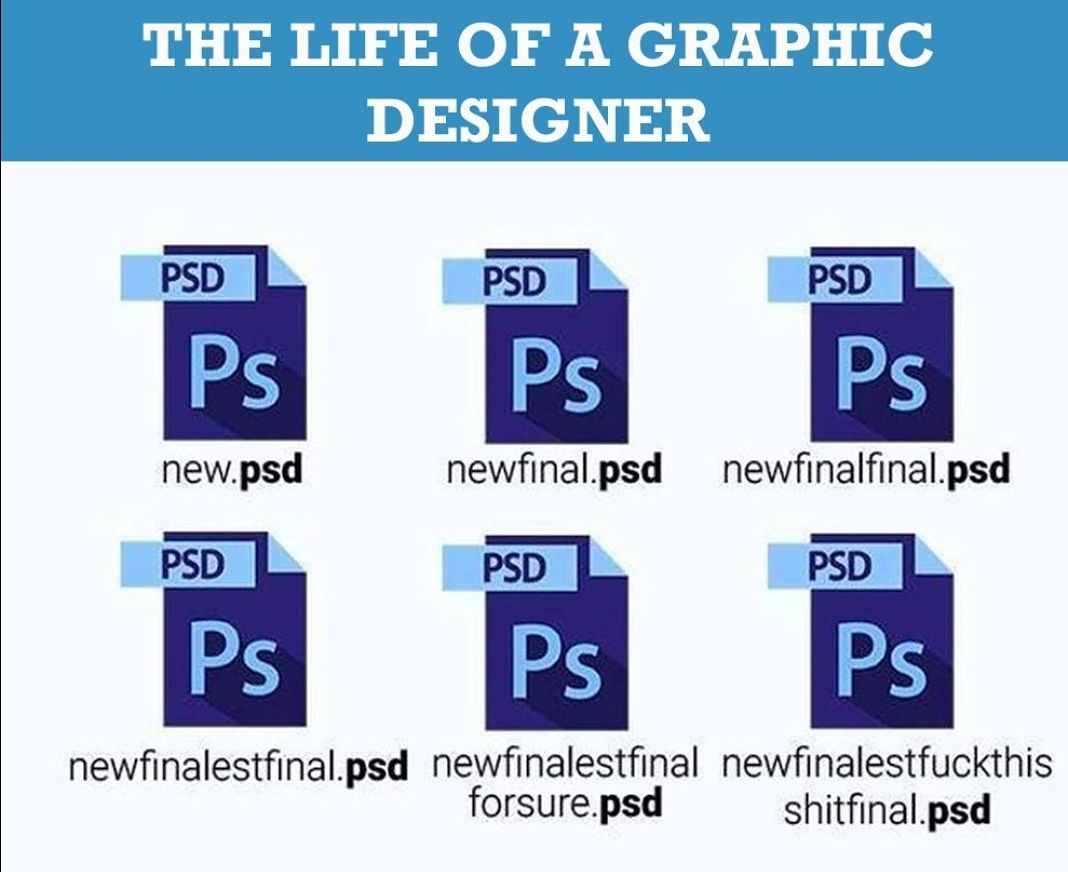 THE LIFE OF A GRAPHIC
DESIGNER
PSD
Ps
new.psd
PSD
Ps
newfinal.psd
PSD
Ps
newfinalfinal.psd
PSD
Ps
newfinalestfinal.psd
PSD
Ps
newfinalestfinal
forsure.psd
PSD
Ps
newfinalestfuckthis
shitfinal.psd